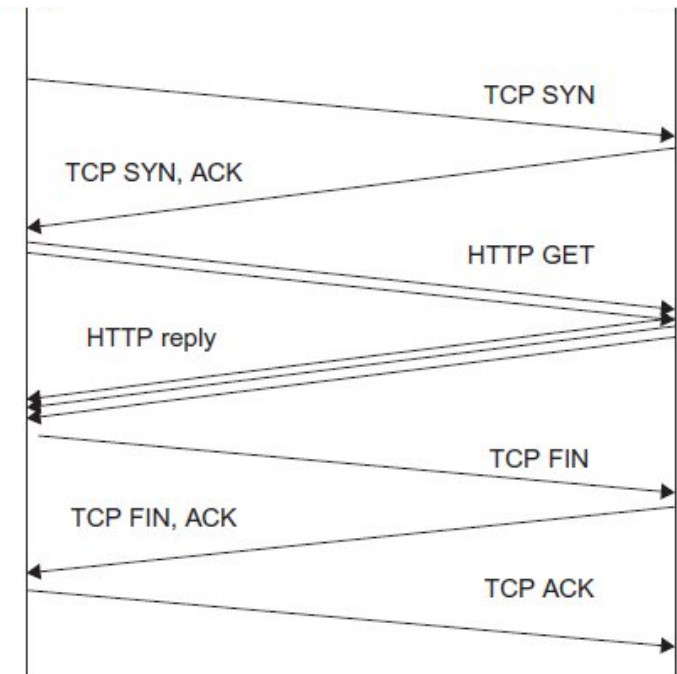 TCP SYN
TCP SYN, ACK
HTTP GET
HTTP reply
TCP FIN
TCP FIN, ACK
TCP ACK